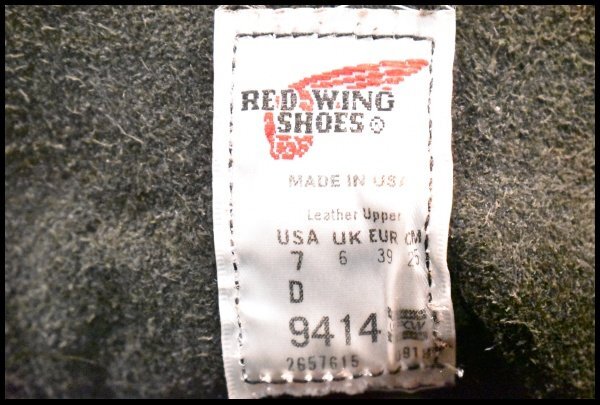 RED WING
SHOES ®
MADE IN USA
Leather Upper
USA UK EUR CM
7 6 39 25
D
9414
2657615